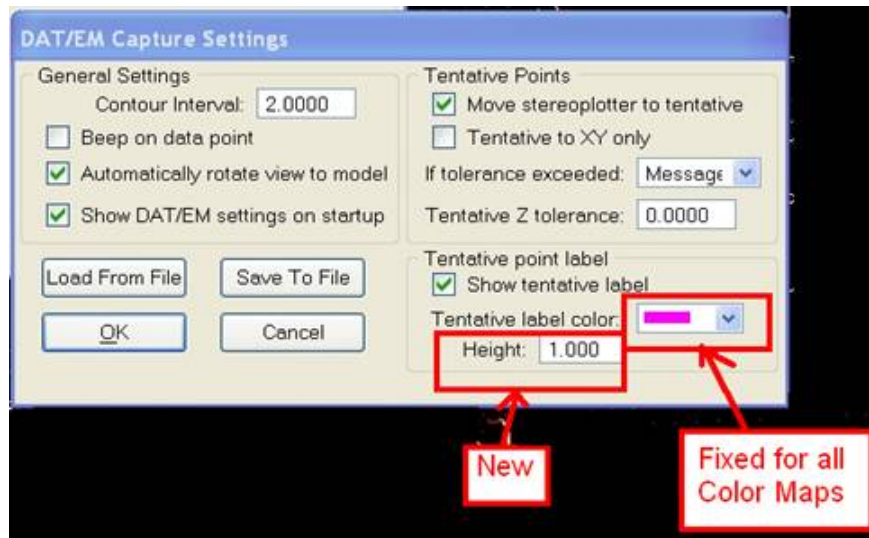 DAT/EM Capture Settings
General Settings
Contour Interval: 2.0000
Beep on data point
Automatically rotate view to model
Show DAT/EM settings on startup
Load From File
Save To File
OK
Cancel
Tentative Points
Move stereoplotter to tentative
Tentative to XY only
If tolerance exceeded: Message
Tentative Z tolerance: 0.0000
Tentative point label
Show tentative label
Tentative label color:
Height: 1.000
New
Fixed for all
Color Maps